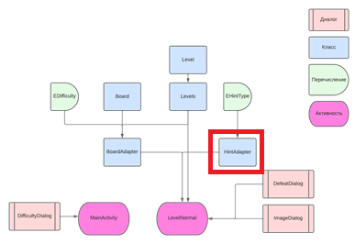 Диалог
Level
Класс
EDifficulty
Board
Levels
EHintType
Перечисление
Активность
BoardAdapter
HintAdapter
DefeatDialog
DifficultyDialog
MainActivity
LevelNormal
ImageDialog